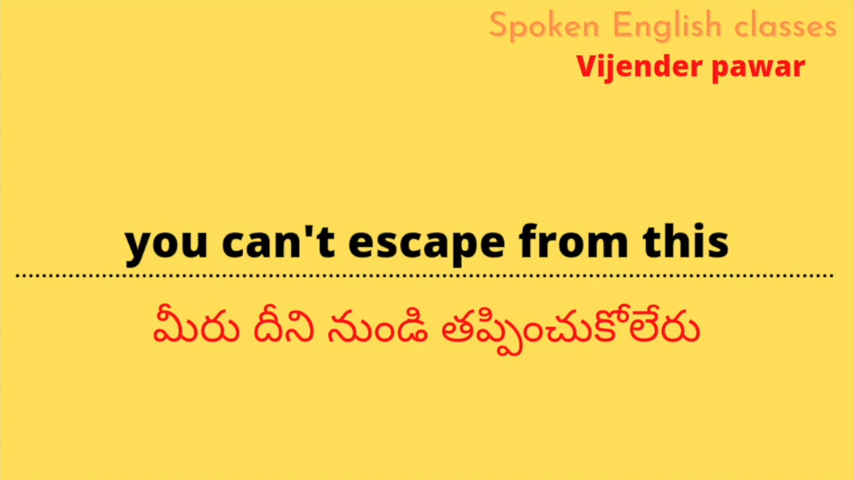 Spoken English classes
Vijender pawar
you can't escape from this
మీరు దీని నుండి తప్పించుకోలేరు